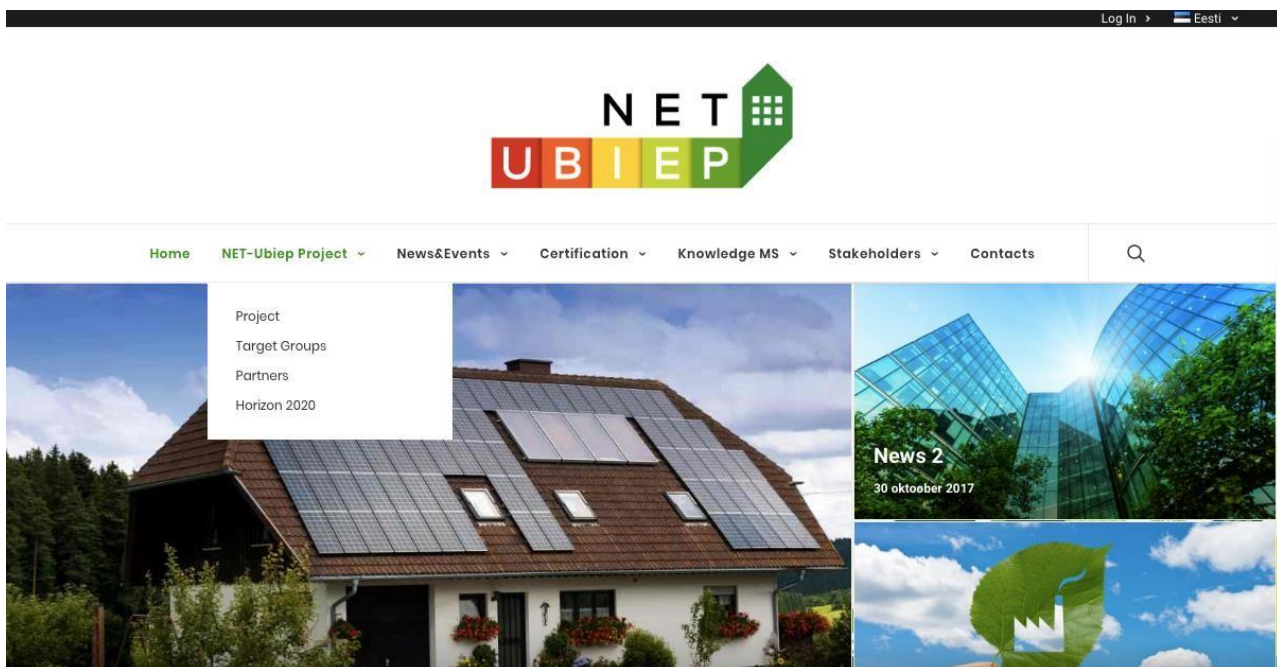 Log In
Eesti
NET
UBIEP
Home
NET-Ubiep Project
News&Events
Certification
Knowledge MS
Stakeholders
Contacts
Project
Target Groups
Partners
Horizon 2020
News 2
30 oktoober 2017